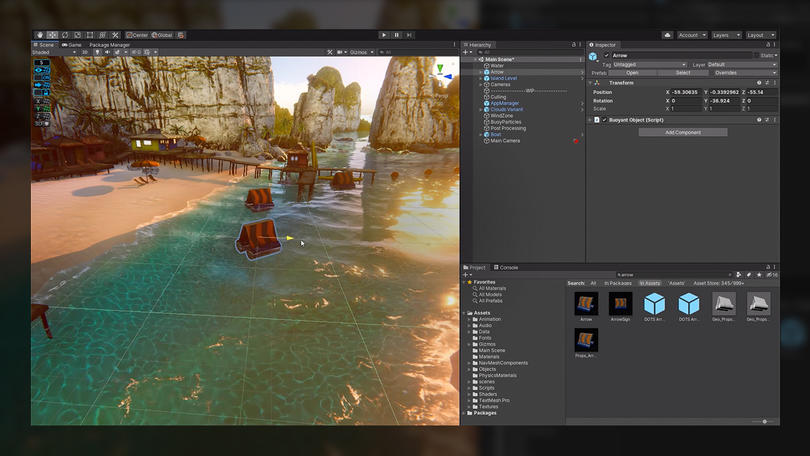 Center Global
Account Layers Layout
Scene Game Package Manager
Shaded 2D Gizmos All
Persp
Hierarchy
All
Main Scene*
Water
Arrow
Island Level
Cameras
WP
Culling
AppManager
Clouds Variant
WindZone
BuoyParticles
Post Processing
Boat
Main Camera
Inspector
Arrow Static
Tag Untagged Layer Default
Prefab Open Select Overrides
Transform
Position X -59.30635 Y -0.3392962 Z -55.14
Rotation X 0 Y -36.924 Z 0
Scale X 1 Y 1 Z 1
Buoyant Object (Script)
Add Component
Project Console
arrow
Favorites
All Materials
All Models
All Prefabs
Assets
Animation
Audio
Data
Fonts
Gizmos
Main Scene
Materials
NavMeshComponents
Objects
PhysicsMaterials
scenes
Scripts
Shaders
TextMesh Pro
Textures
Packages
Search: All In Packages In Assets 'Assets' Asset Store: 345/999+
Arrow ArrowSign DOTS Arr... DOTS Arr... Geo_Props... Geo_Props...
Props_Arr...